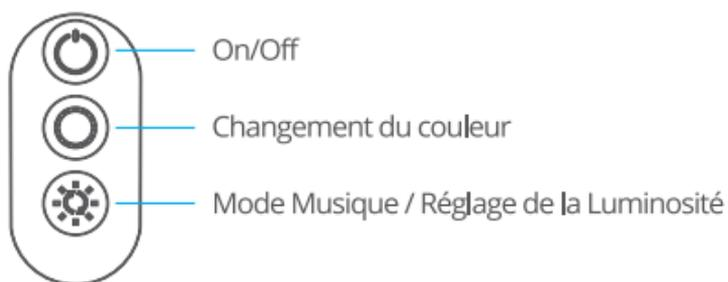 On/Off
Changement du couleur
Mode Musique / Réglage de la Luminosité